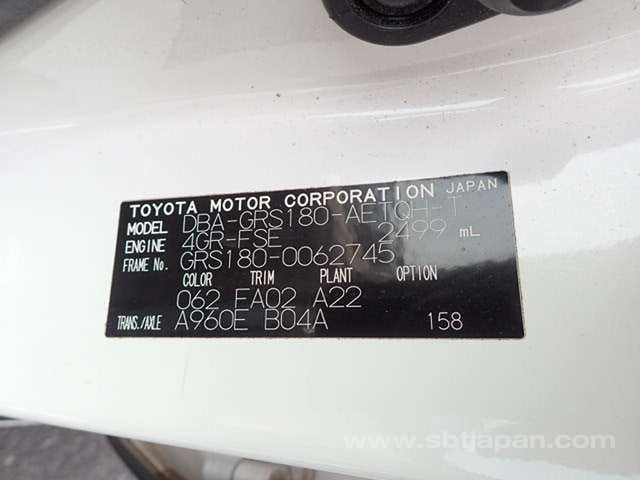 TOYOTA MOTOR CORPORATION JAPAN
MODEL DBA-GRS180-AETQH-T
ENGINE 4GR-FSE 2499 mL
FRAME No. GRS180-0062745
COLOR TRIM PLANT OPTION
062 FA02 A22
TRANS./AXLE A960E B04A 158
www.sbtjapan.com